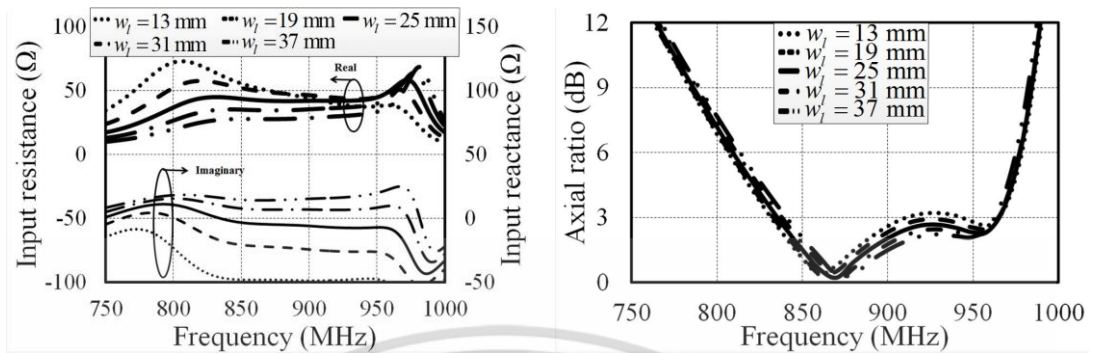 w_l = 13 mm w_l = 19 mm w_l = 25 mm
w_l = 31 mm w_l = 37 mm
100
50
0
-50
-100
Input resistance (Ω)
Real
Imaginary
150
100
50
0
-50
Input reactance (Ω)
750 800 850 900 950 1000
Frequency (MHz)
12
9
6
3
0
Axial ratio (dB)
w_l = 13 mm
w_l = 19 mm
w_l = 25 mm
w_l = 31 mm
w_l = 37 mm
750 800 850 900 950 1000
Frequency (MHz)